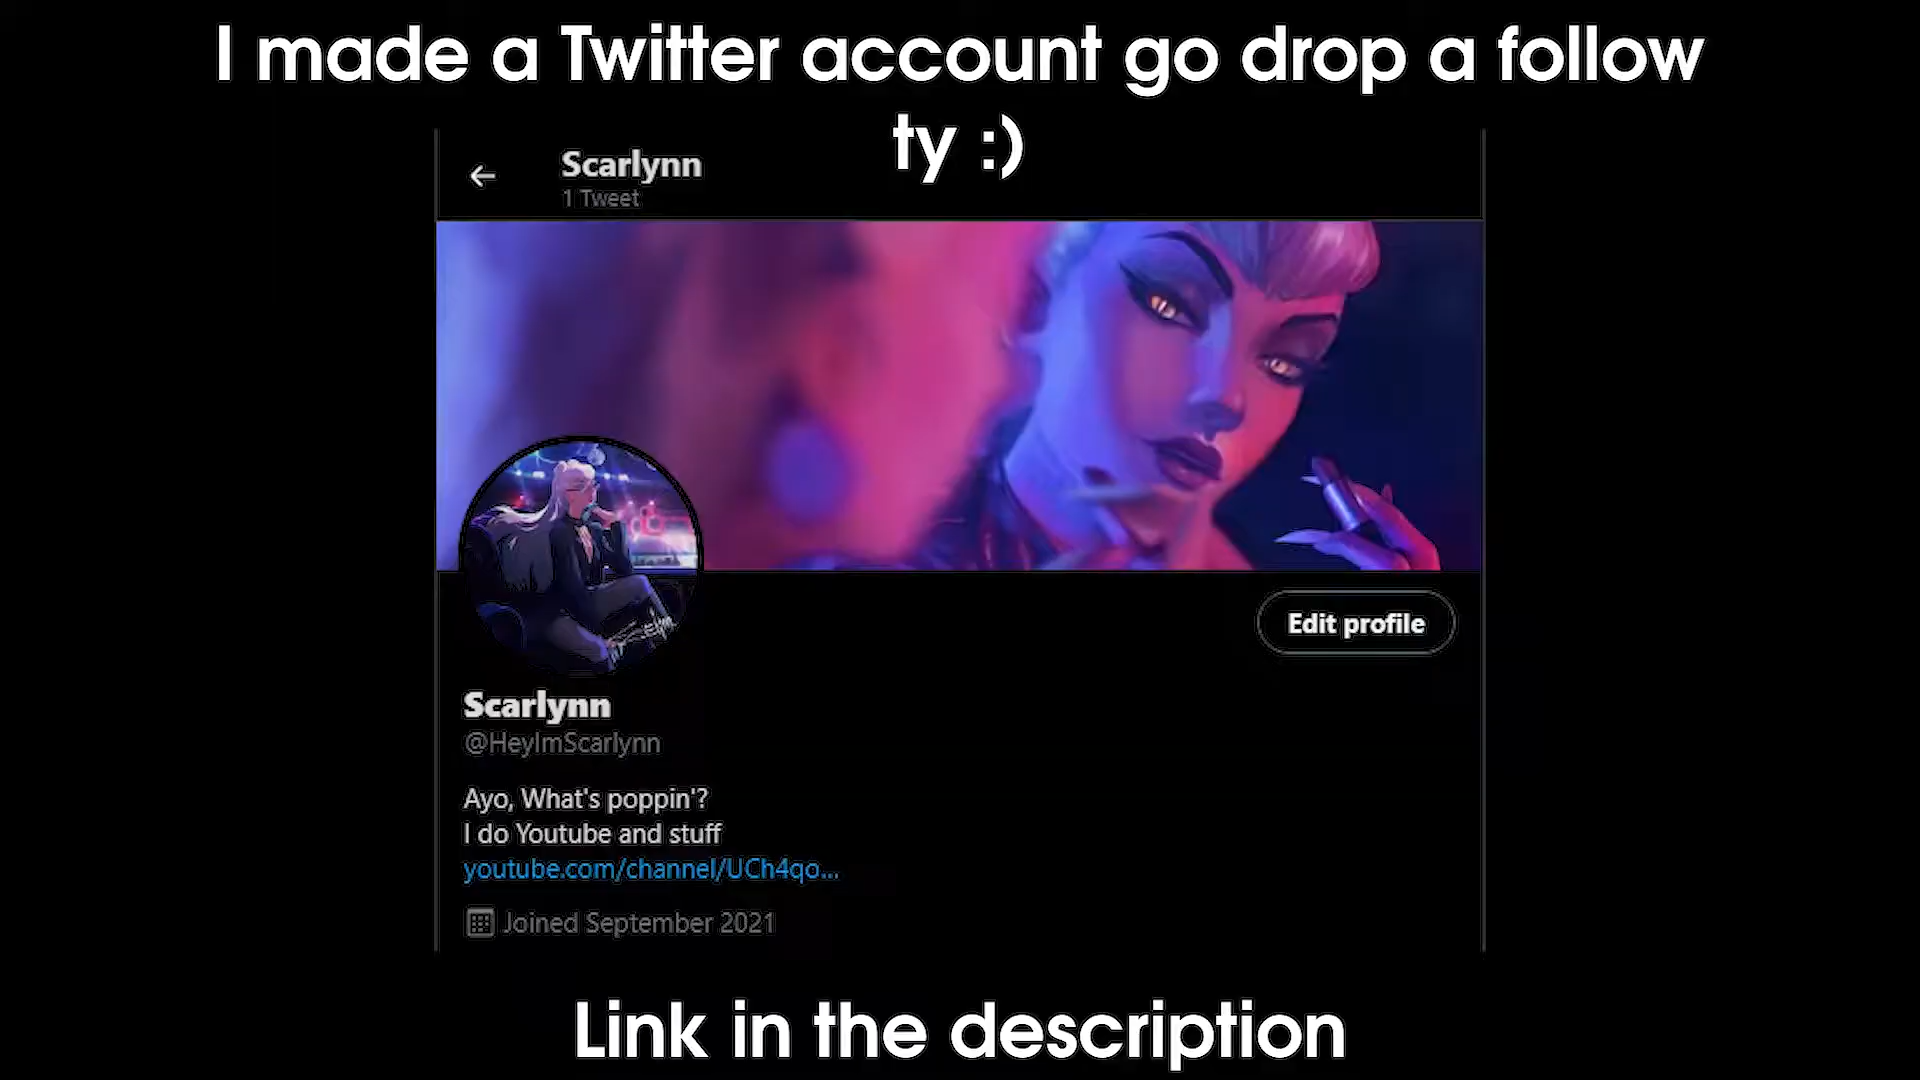 I made a Twitter account go drop a follow
ty :)
Scarlynn
1 Tweet
Edit profile
Scarlynn
@HeyImScarlynn
Ayo, What's poppin'?
I do Youtube and stuff
youtube.com/channel/UCh4qo...
Joined September 2021
Link in the description